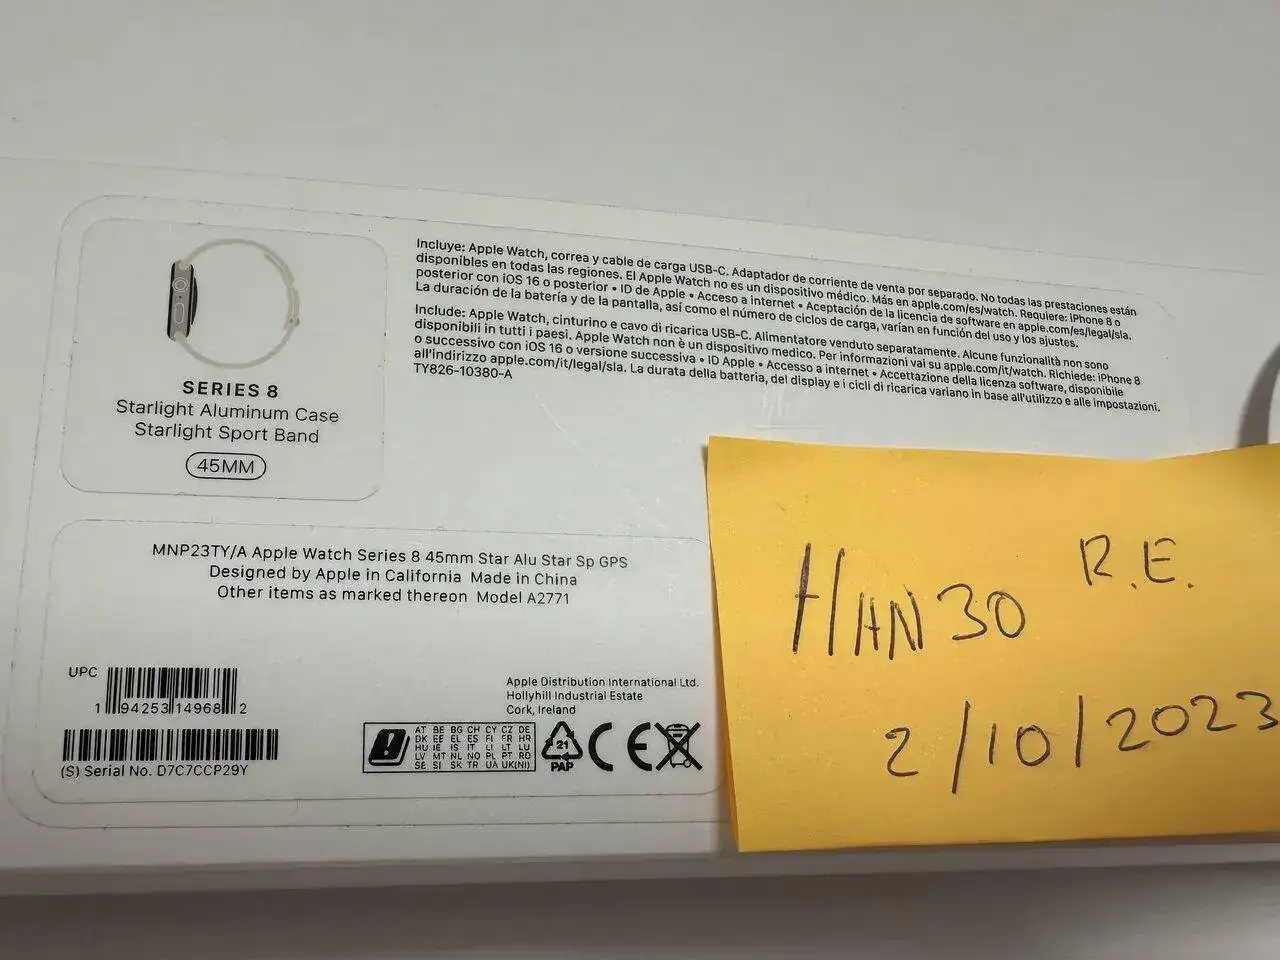 SERIES 8
Starlight Aluminum Case
Starlight Sport Band
45MM
Incluye: Apple Watch, correa y cable de carga USB-C. Adaptador de corriente de venta por separado. No todas las prestaciones están
disponibles en todas las regiones. El Apple Watch no es un dispositivo médico. Más en apple.com/es/watch. Requiere: iPhone 8 o
posterior con iOS 16 o posterior • ID de Apple • Acceso a internet • Aceptación de la licencia de software en apple.com/es/legal/sla.
La duración de la batería y de la pantalla, así como el número de ciclos de carga, varían en función del uso y los ajustes.
Include: Apple Watch, cinturino e cavo di ricarica USB-C. Alimentatore venduto separatamente. Alcune funzionalità non sono
disponibili in tutti i paesi. Apple Watch non è un dispositivo medico. Per informazioni vai su apple.com/it/watch. Richiede: iPhone 8
o successivo con iOS 16 o versione successiva • ID Apple • Accesso a internet • Accettazione della licenza software, disponibile
all'indirizzo apple.com/it/legal/sla. La durata della batteria, del display e i cicli di ricarica variano in base all'utilizzo e alle impostazioni.
TY826-10380-A
MNP23TY/A Apple Watch Series 8 45mm Star Alu Star Sp GPS
Designed by Apple in California Made in China
Other items as marked thereon Model A2771
UPC
1 94253 14968 2
(S) Serial No. D7C7CCP29Y
Apple Distribution International Ltd.
Hollyhill Industrial Estate
Cork, Ireland
AT BE BG CH CY CZ DE
DK EE EL ES FI FR HR
HU IE IS IT LI LT LU
LV MT NL NO PL PT RO
SE SI SK TR UA UK(NI)
21
PAP
CE
HAN30 R.E.
2/10/2023